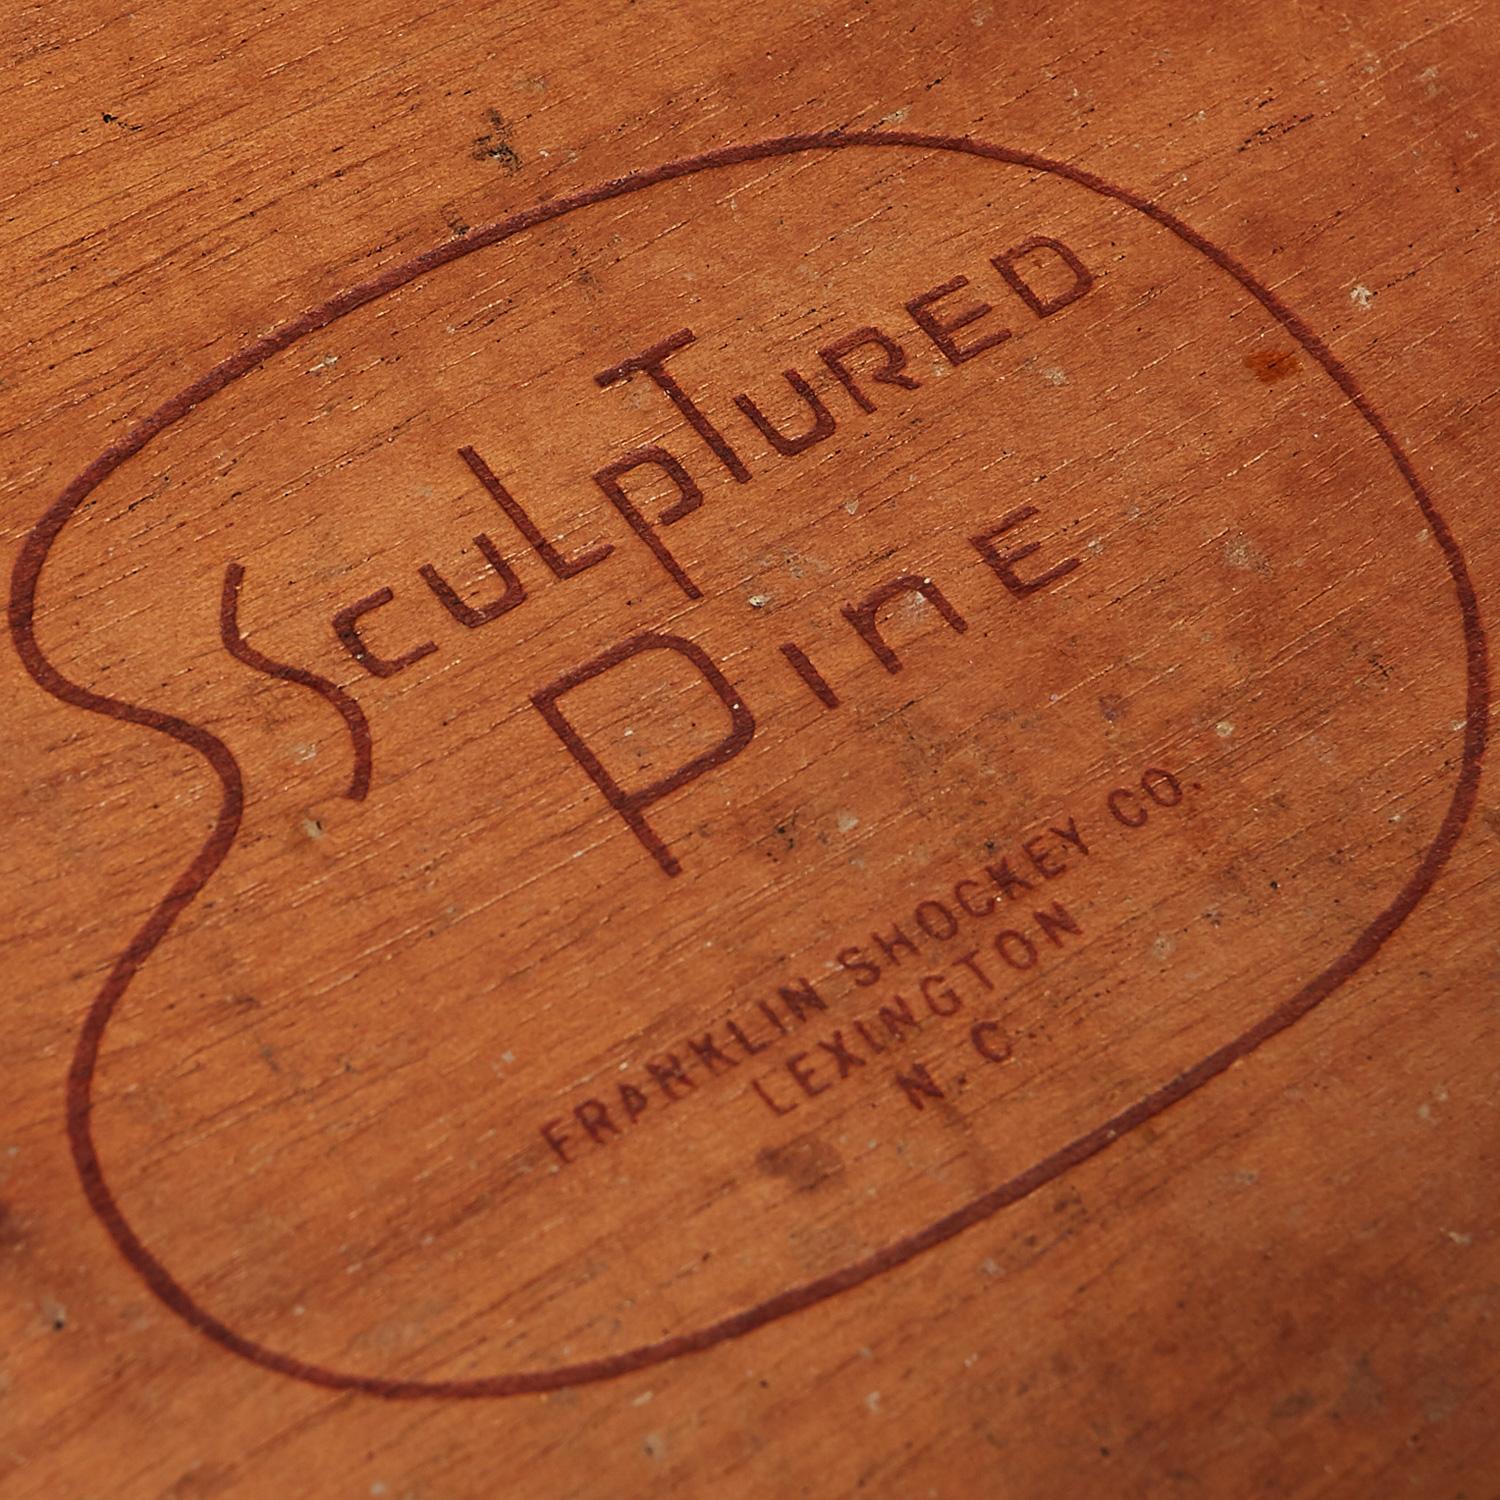 SculpTURED
PinE
FRANKLIN SHOCKEY CO.
LEXINGTON
N. C.